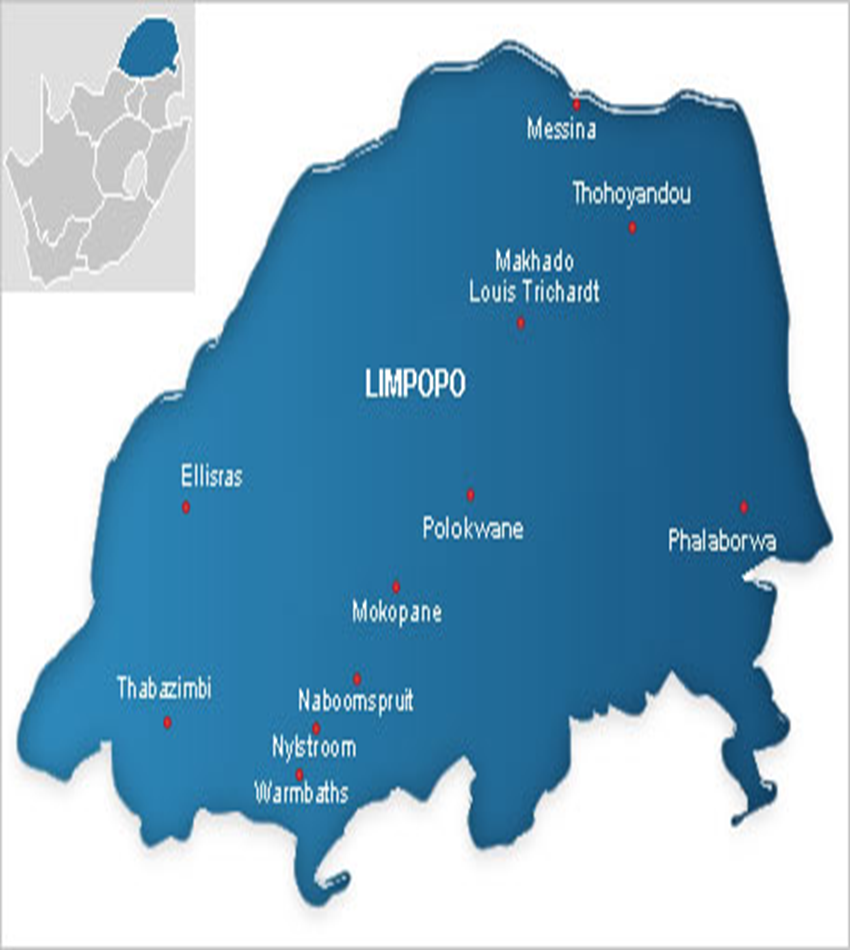 Messina
Thohoyandou
Makhado
Louis Trichardt
LIMPOPO
Ellisras
Polokwane
Phalaborwa
Mokopane
Thabazimbi
Naboomspruit
Nylstroom
Warmbaths